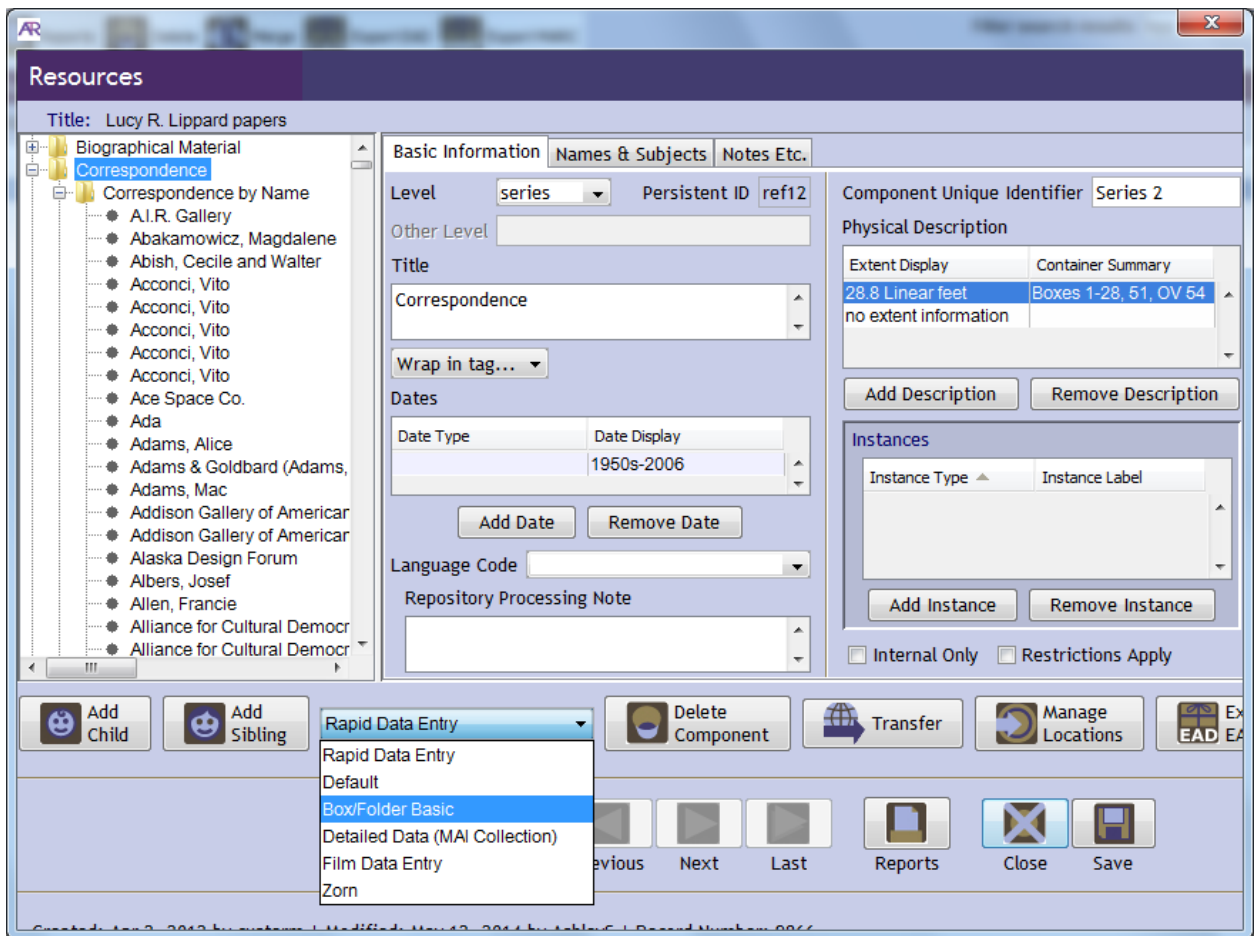 AR
Resources
Title: Lucy R. Lippard papers
Biographical Material
Correspondence
Correspondence by Name
A.I.R. Gallery
Abakamowicz, Magdalene
Abish, Cecile and Walter
Acconci, Vito
Acconci, Vito
Acconci, Vito
Acconci, Vito
Acconci, Vito
Ace Space Co.
Ada
Adams, Alice
Adams & Goldbard (Adams,
Adams, Mac
Addison Gallery of American
Addison Gallery of American
Alaska Design Forum
Albers, Josef
Allen, Francie
Alliance for Cultural Democr
Alliance for Cultural Democr
Basic Information Names & Subjects Notes Etc.
Level series Persistent ID ref12
Other Level
Title
Correspondence
Wrap in tag...
Dates
Date Type Date Display
1950s-2006
Add Date Remove Date
Language Code
Repository Processing Note
Component Unique Identifier Series 2
Physical Description
Extent Display Container Summary
28.8 Linear feet Boxes 1-28, 51, OV 54
no extent information
Add Description Remove Description
Instances
Instance Type Instance Label
Add Instance Remove Instance
Internal Only Restrictions Apply
Add Child
Add Sibling
Rapid Data Entry
Delete Component
Transfer
Manage Locations
EAD Ex
EA
Rapid Data Entry
Default
Box/Folder Basic
Detailed Data (MAI Collection)
Film Data Entry
Zorn
evious Next Last Reports Close Save